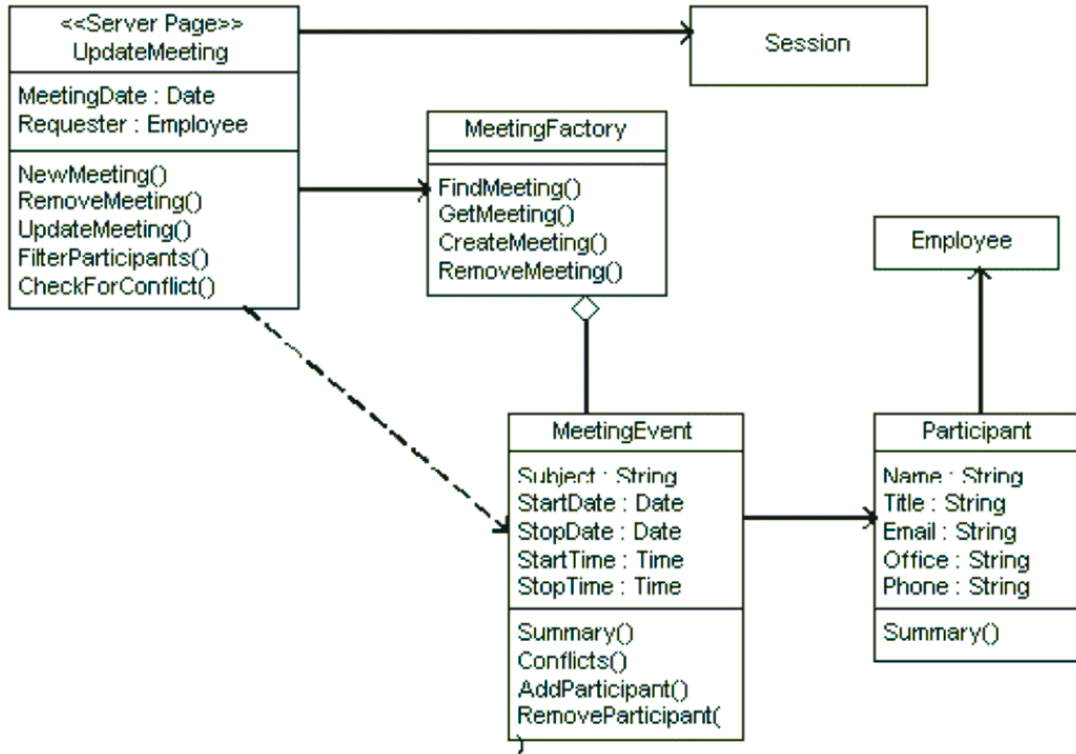 <<Server Page>>
UpdateMeeting
MeetingDate : Date
Requester : Employee
NewMeeting()
RemoveMeeting()
UpdateMeeting()
FilterParticipants()
CheckForConflict()
Session
MeetingFactory
FindMeeting()
GetMeeting()
CreateMeeting()
RemoveMeeting()
Employee
MeetingEvent
Subject : String
StartDate : Date
StopDate : Date
StartTime : Time
StopTime : Time
Summary()
Conflicts()
AddParticipant()
RemoveParticipant(
)
Participant
Name : String
Title : String
Email : String
Office : String
Phone : String
Summary()